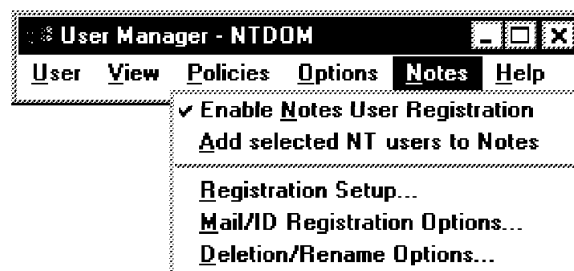 User Manager - NTDOM
User View Policies Options Notes Help
✓ Enable Notes User Registration
Add selected NT users to Notes
Registration Setup...
Mail/ID Registration Options...
Deletion/Rename Options...